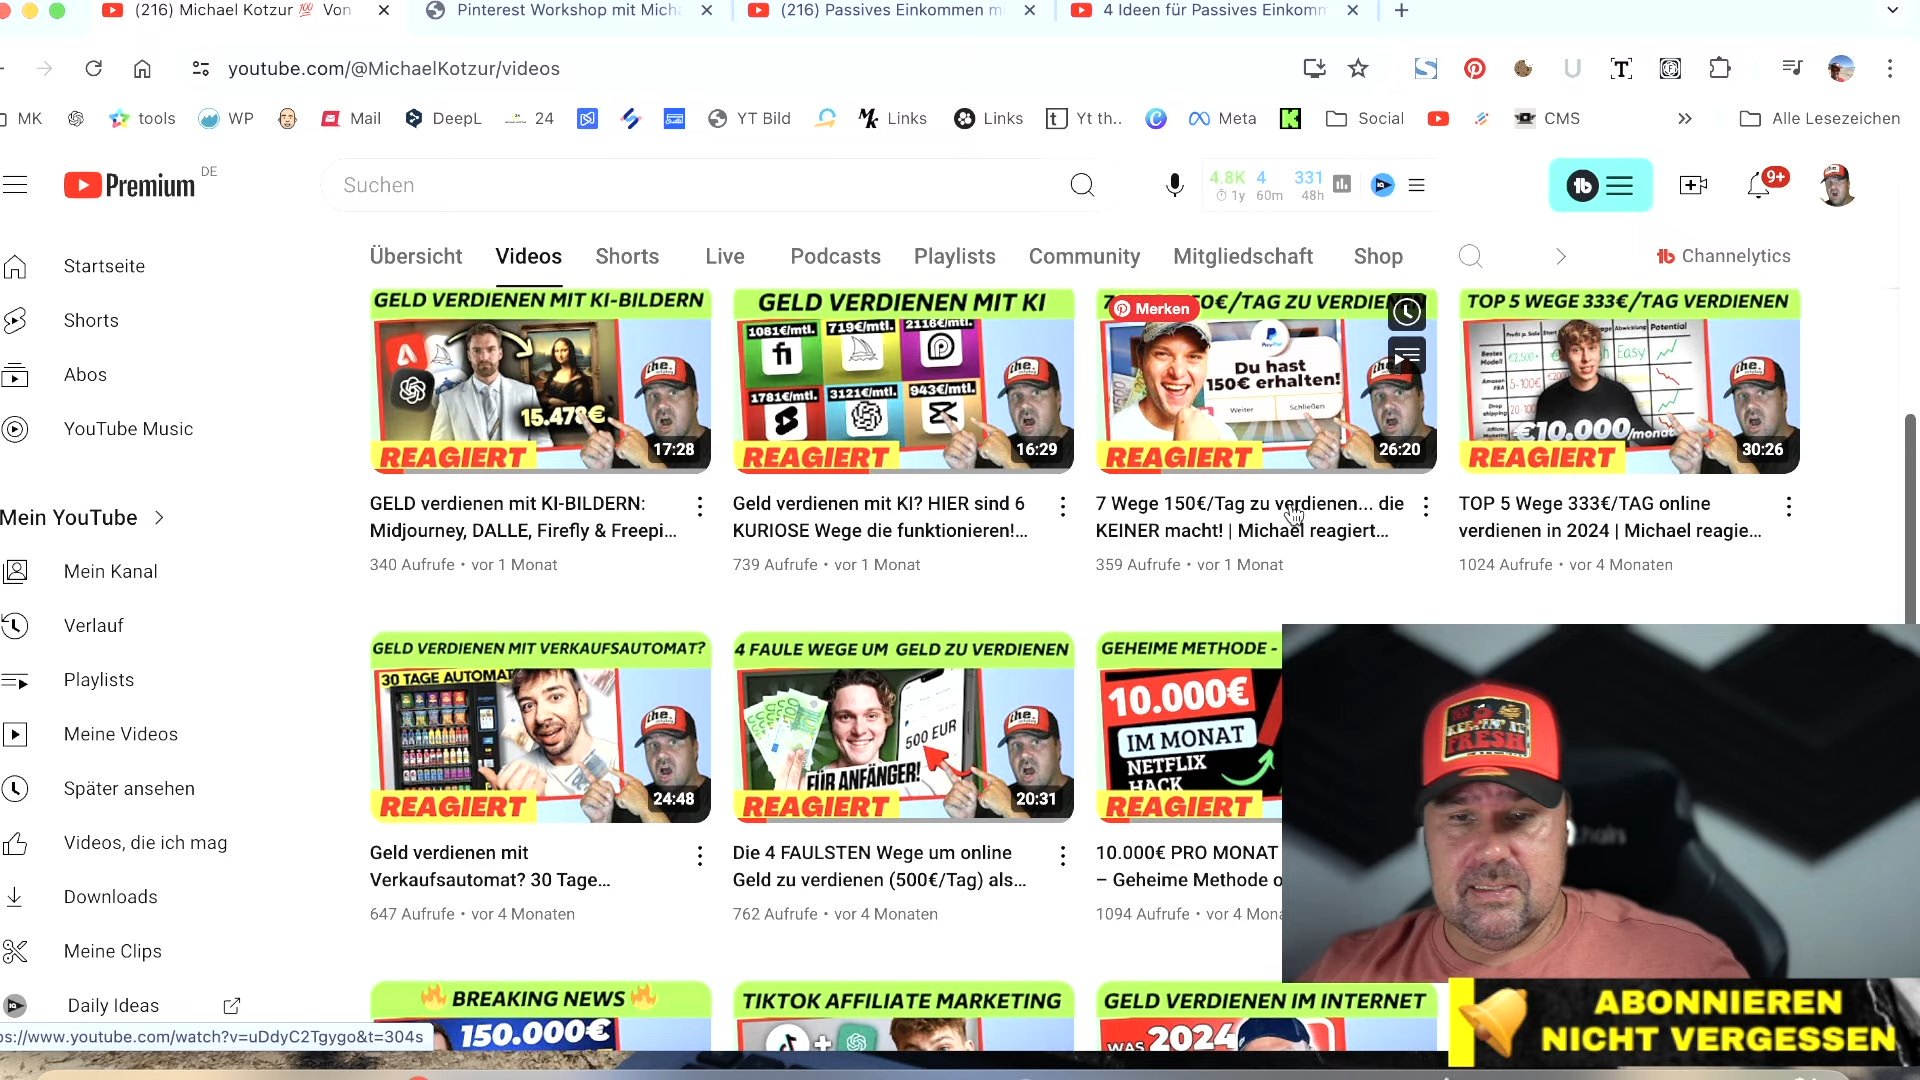 (216) Michael Kotzur 💯 Von
Pinterest Workshop mit Mich
(216) Passives Einkommen mi
4 Ideen für Passives Einkomm
youtube.com/@MichaelKotzur/videos
MK
tools
WP
Mail
DeepL
24
YT Bild
Links
Links
Yt th..
Meta
Social
CMS
Alle Lesezeichen
Premium
DE
Suchen
4.8K 4 331
1y 60m 48h
9+
Übersicht
Videos
Shorts
Live
Podcasts
Playlists
Community
Mitgliedschaft
Shop
Channelytics
Startseite
Shorts
Abos
YouTube Music
Mein YouTube
Mein Kanal
Verlauf
Playlists
Meine Videos
Später ansehen
Videos, die ich mag
Downloads
Meine Clips
Daily Ideas
GELD VERDIENEN MIT KI-BILDERN
15.478€
REAGIERT
17:28
GELD verdienen mit KI-BILDERN:
Midjourney, DALLE, Firefly & Freepi...
340 Aufrufe • vor 1 Monat
GELD VERDIENEN MIT KI
1081€/mtl. 719€/mtl. 2116€/mtl.
1781€/mtl. 3121€/mtl. 943€/mtl.
REAGIERT
16:29
Geld verdienen mit KI? HIER sind 6
KURIOSE Wege die funktionieren!...
739 Aufrufe • vor 1 Monat
Merken
PayPal
Du hast
150€ erhalten!
Weiter
Schließen
REAGIERT
26:20
7 Wege 150€/Tag zu verdienen... die
KEINER macht! | Michael reagiert...
359 Aufrufe • vor 1 Monat
TOP 5 WEGE 333€/TAG VERDIENEN
Potential
Easy
€10.000/monat
REAGIERT
30:26
TOP 5 Wege 333€/TAG online
verdienen in 2024 | Michael reagie...
1024 Aufrufe • vor 4 Monaten
GELD VERDIENEN MIT VERKAUFSAUTOMAT?
30 TAGE AUTOMAT
REAGIERT
24:48
Geld verdienen mit
Verkaufsautomat? 30 Tage...
647 Aufrufe • vor 4 Monaten
4 FAULE WEGE UM GELD ZU VERDIENEN
500 EUR
FÜR ANFÄNGER!
REAGIERT
20:31
Die 4 FAULSTEN Wege um online
Geld zu verdienen (500€/Tag) als...
762 Aufrufe • vor 4 Monaten
GEHEIME METHODE -
10.000€
IM MONAT
NETFLIX
HACK
REAGIERT
10.000€ PRO MONAT
– Geheime Methode o
1094 Aufrufe • vor 4 Mona
🔥 BREAKING NEWS 🔥
150.000€
TIKTOK AFFILIATE MARKETING
GELD VERDIENEN IM INTERNET
WAS 2024
FRESH
ABONNIEREN
NICHT VERGESSEN
ps://www.youtube.com/watch?v=uDdyC2Tgygo&t=304s